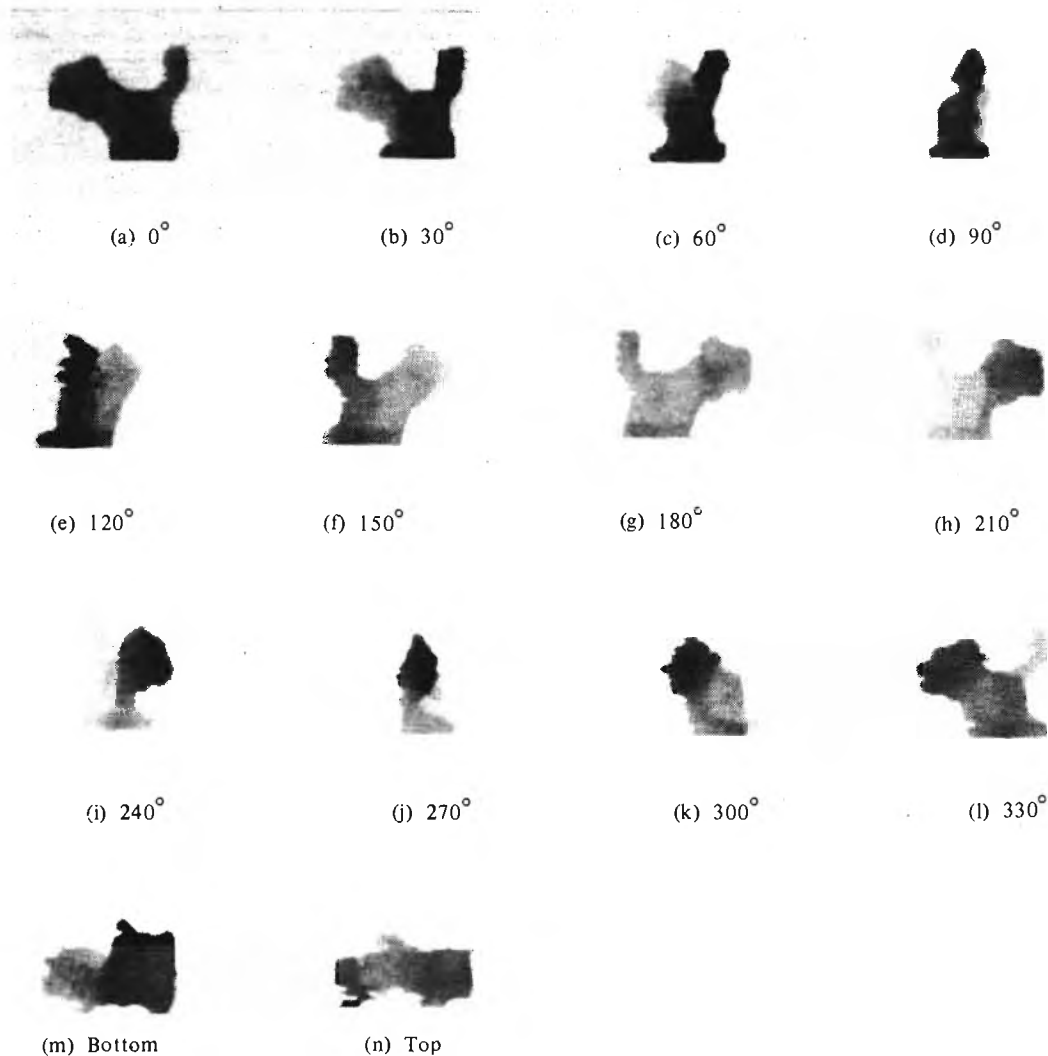 (a) 0°
(b) 30°
(c) 60°
(d) 90°
(e) 120°
(f) 150°
(g) 180°
(h) 210°
(i) 240°
(j) 270°
(k) 300°
(l) 330°
(m) Bottom
(n) Top